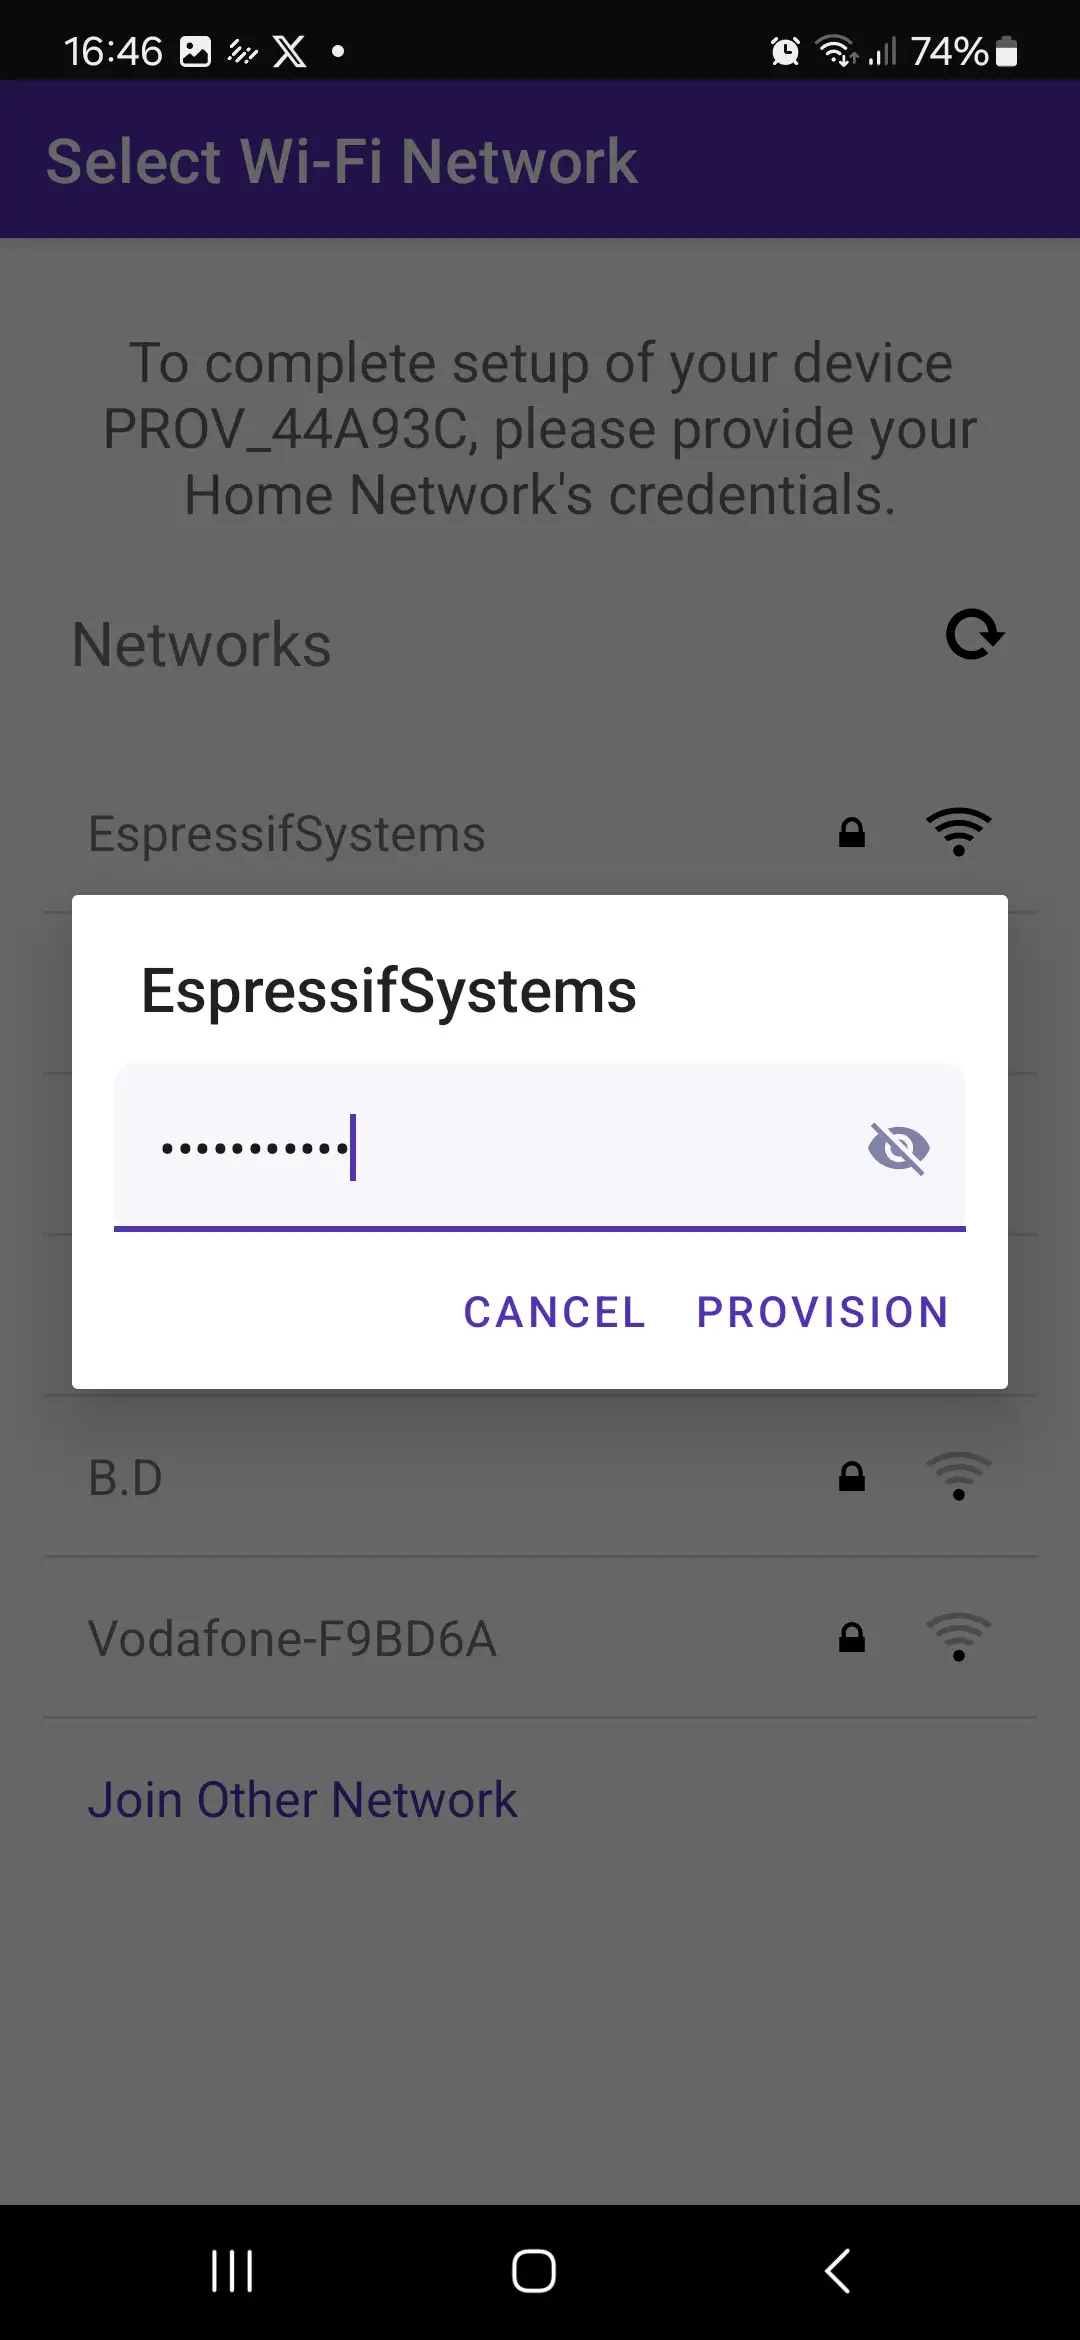 16:46
74%
Select Wi-Fi Network
To complete setup of your device
PROV_44A93C, please provide your
Home Network's credentials.
Networks
EspressifSystems
EspressifSystems
•••••••••••
CANCEL PROVISION
B.D
Vodafone-F9BD6A
Join Other Network